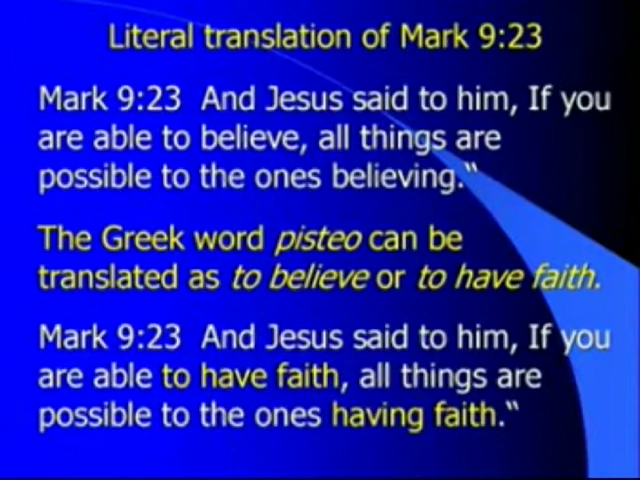 Literal translation of Mark 9:23
Mark 9:23  And Jesus said to him, If you
are able to believe, all things are
possible to the ones believing."
The Greek word pisteo can be
translated as to believe or to have faith.
Mark 9:23  And Jesus said to him, If you
are able to have faith, all things are
possible to the ones having faith."